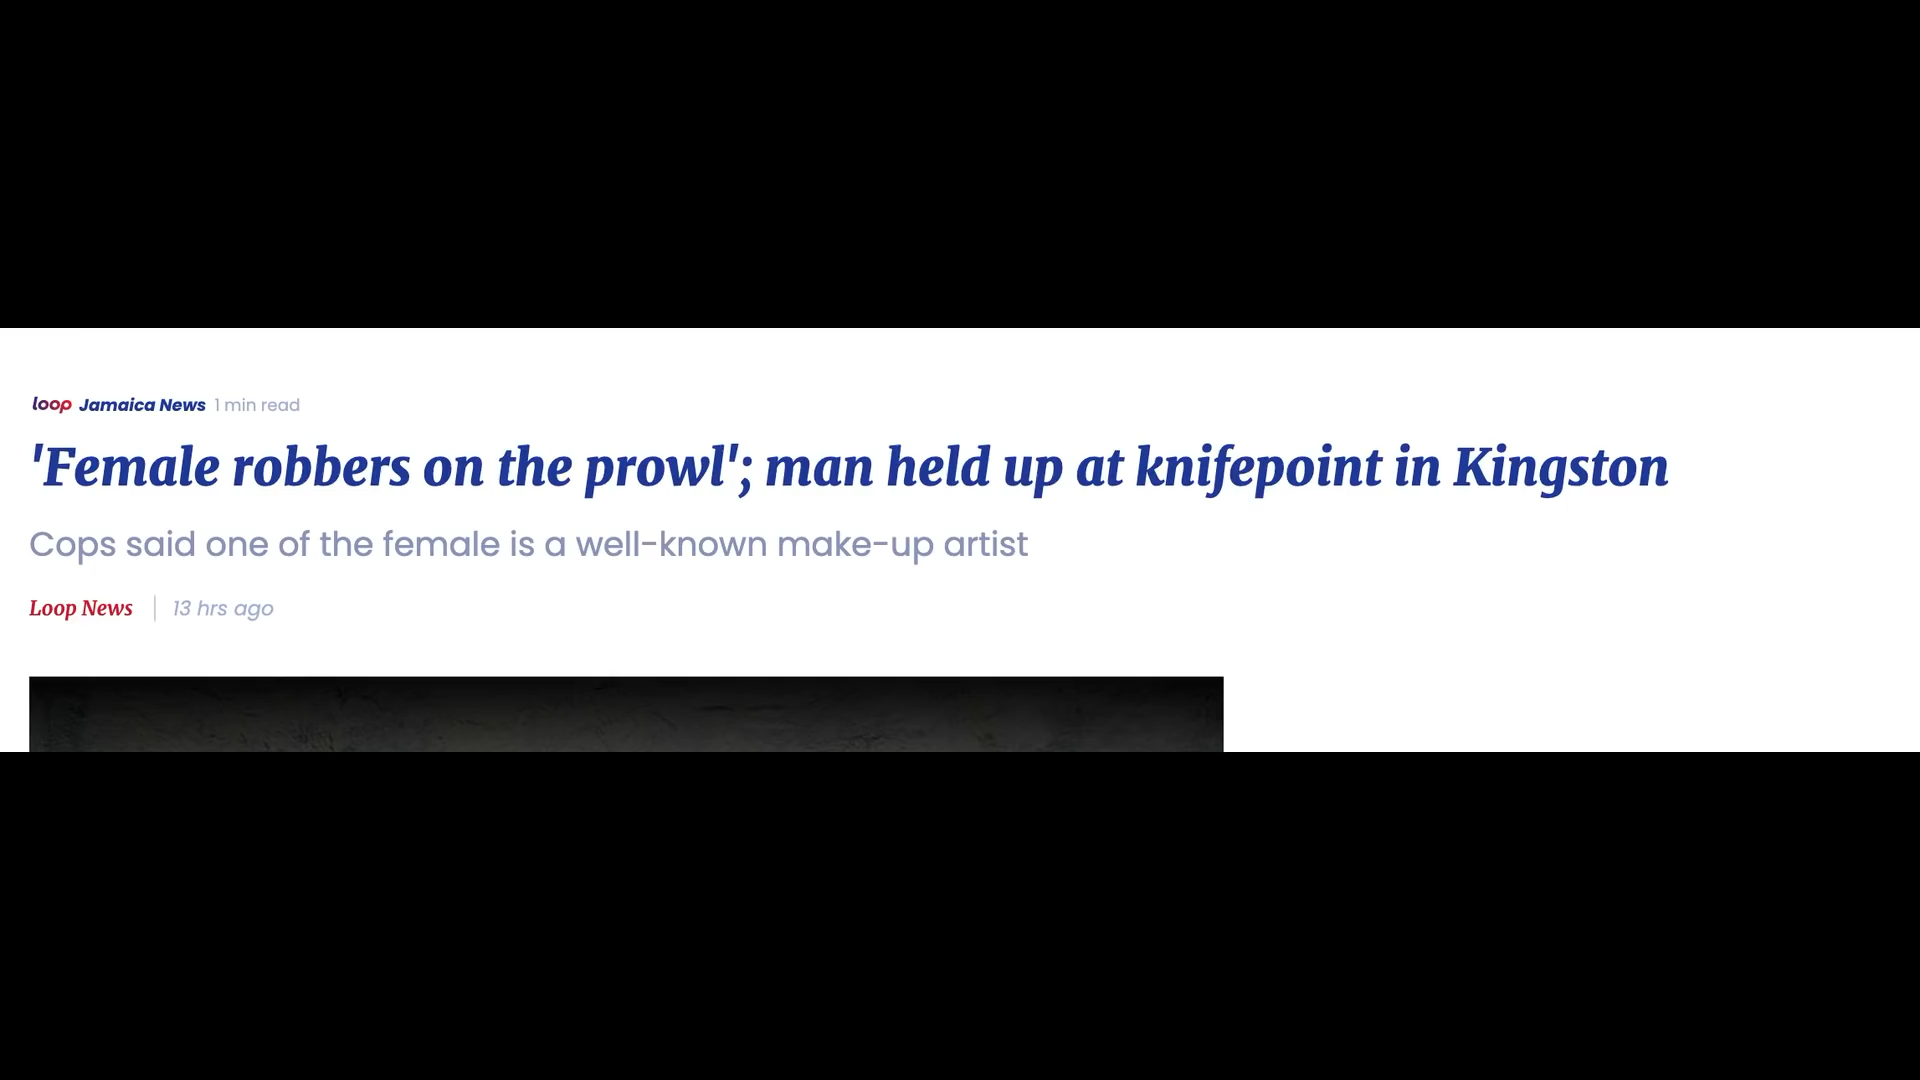 loop Jamaica News 1 min read
'Female robbers on the prowl'; man held up at knifepoint in Kingston
Cops said one of the female is a well-known make-up artist
Loop News | 13 hrs ago